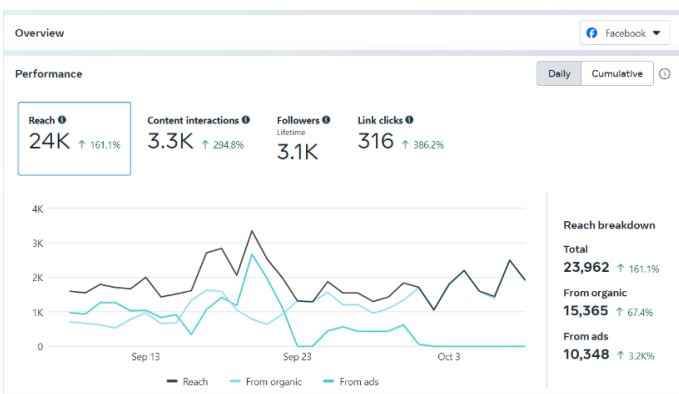 Overview
Facebook
Performance
Daily Cumulative
Reach
24K ↑ 161.1%
Content interactions
3.3K ↑ 294.8%
Followers
Lifetime
3.1K
Link clicks
316 ↑ 386.2%
4K
3K
2K
1K
0
Sep 13 Sep 23 Oct 3
Reach From organic From ads
Reach breakdown
Total
23,962 ↑ 161.1%
From organic
15,365 ↑ 67.4%
From ads
10,348 ↑ 3.2K%